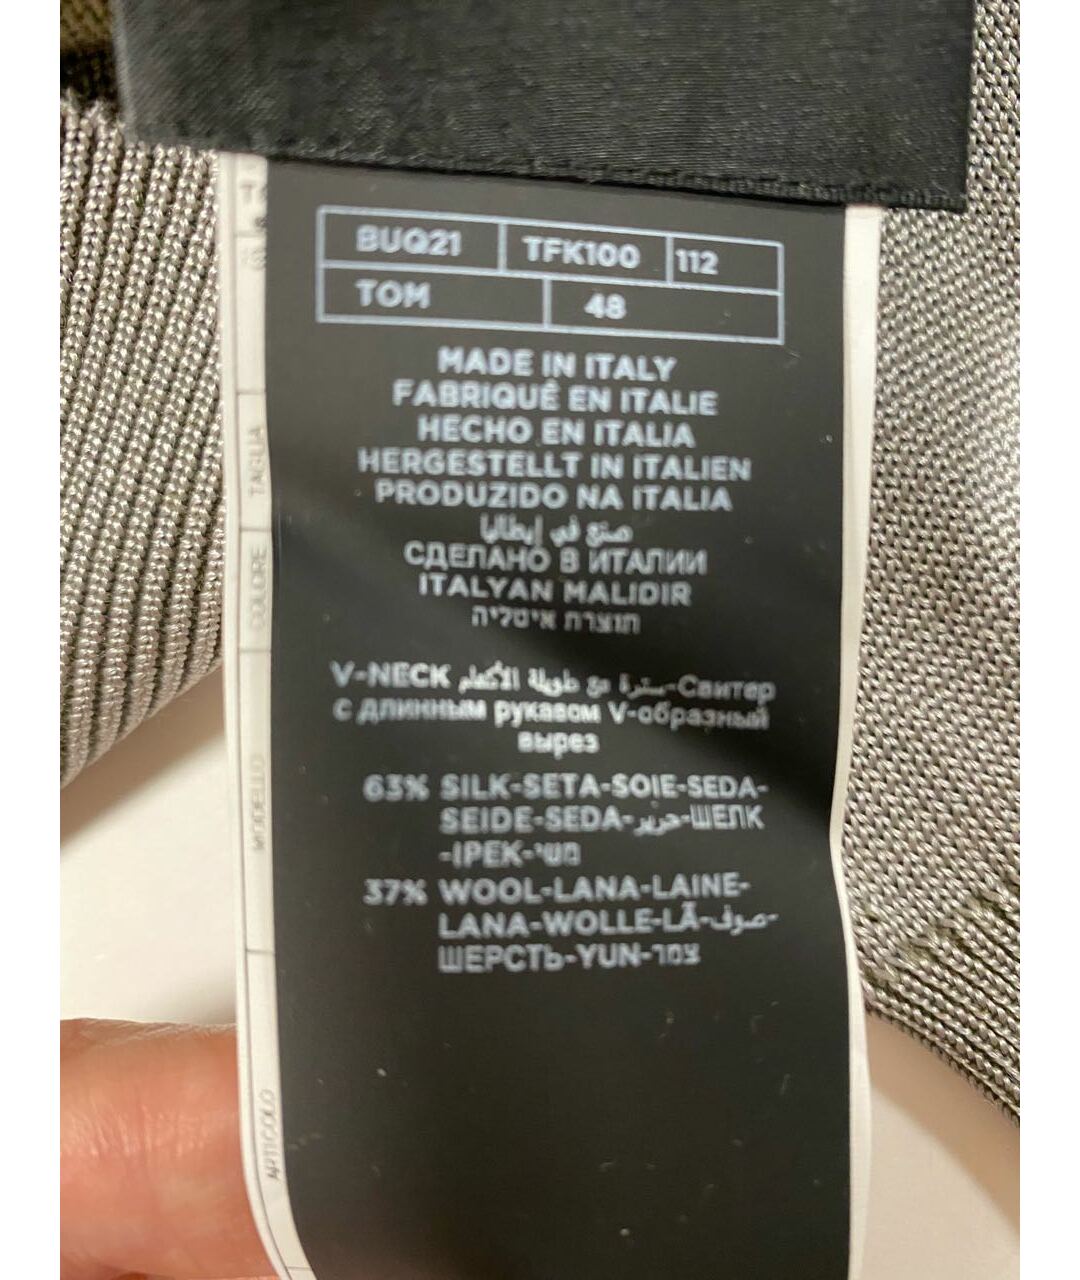 BUQ21 TFK100 112
TOM 48
MADE IN ITALY
FABRIQUÉ EN ITALIE
HECHO EN ITALIA
HERGESTELLT IN ITALIEN
PRODUZIDO NA ITALIA
صنع في إيطاليا
СДЕЛАНО В ИТАЛИИ
ITALYAN MALIDIR
תוצרת איטליה
V-NECK سترة مع طويلة الأكمام-Свитер
с длинным рукавом V-образный
вырез
63% SILK-SETA-SOIE-SEDA-
SEIDE-SEDA-حرير-ШЕЛК
-IPEK-משי
37% WOOL-LANA-LAINE-
LANA-WOLLE-LÃ-صوف-
ШЕРСТЬ-YUN-צמר
TAGLIA
COLORE
MODELLO
ARTICOLO